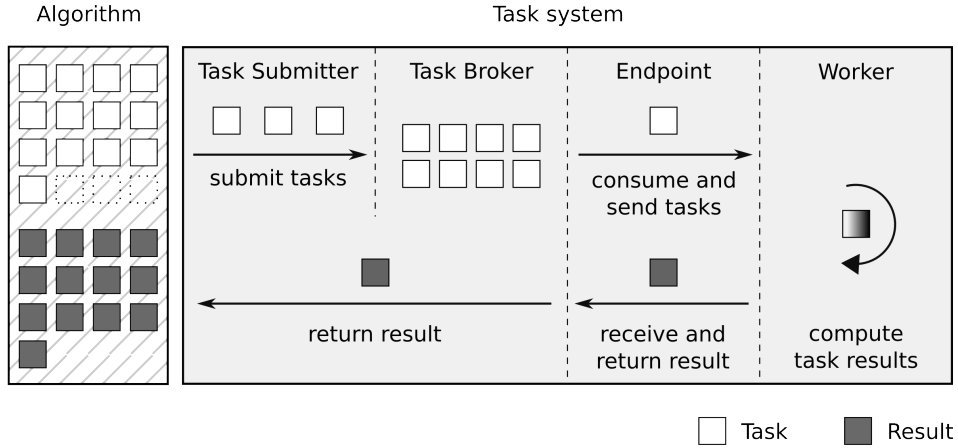 Algorithm
Task system
Task Submitter
Task Broker
Endpoint
Worker
submit tasks
consume and
send tasks
return result
receive and
return result
compute
task results
Task
Result